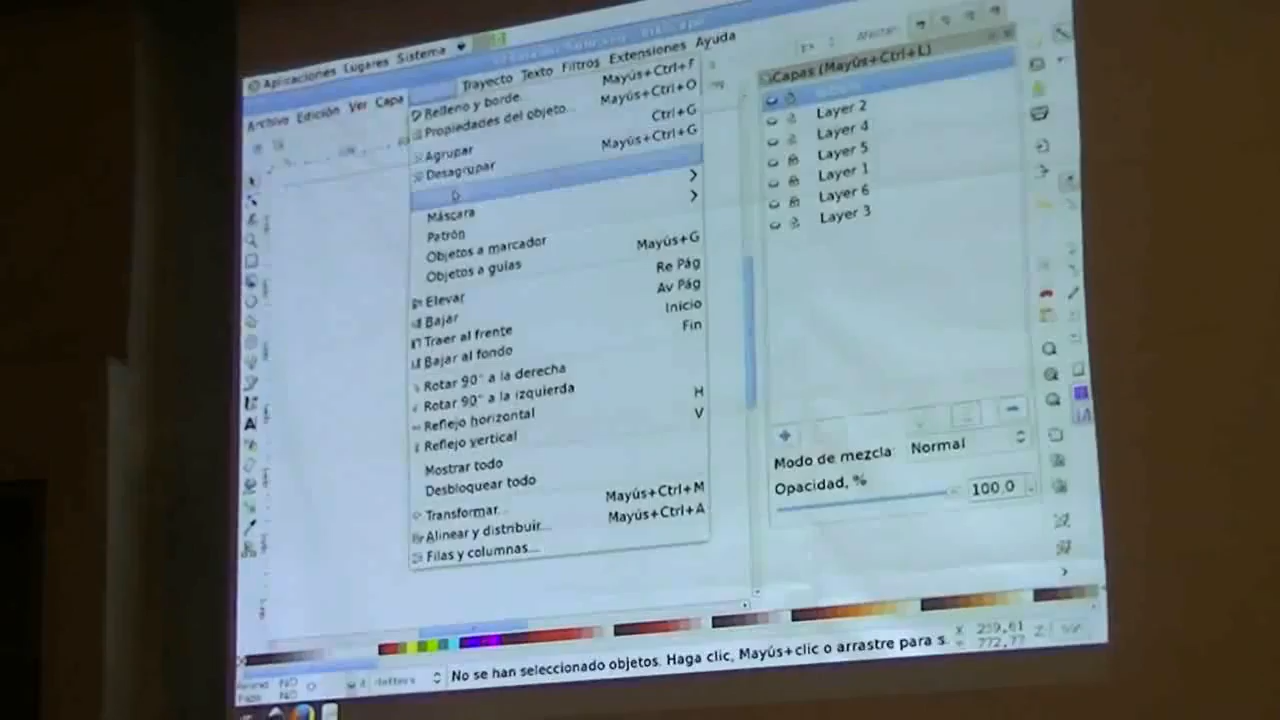 Aplicaciones Lugares Sistema
Archivo Edición Ver Capa Trayecto Texto Filtros Extensiones Ayuda
Relleno y borde... Mayús+Ctrl+F
Propiedades del objeto... Mayús+Ctrl+O
Agrupar Ctrl+G
Desagrupar Mayús+Ctrl+G
Máscara
Patrón
Objetos a marcador
Objetos a guías Mayús+G
Elevar Re Pág
Bajar Av Pág
Traer al frente Inicio
Bajar al fondo Fin
Rotar 90° a la derecha
Rotar 90° a la izquierda
Reflejo horizontal H
Reflejo vertical V
Mostrar todo
Desbloquear todo
Transformar... Mayús+Ctrl+M
Alinear y distribuir... Mayús+Ctrl+A
Filas y columnas...
Capas (Mayús+Ctrl+L)
Layer 2
Layer 4
Layer 5
Layer 1
Layer 6
Layer 3
Modo de mezcla: Normal
Opacidad, % 100,0
No se han seleccionado objetos. Haga clic, Mayús+clic o arrastre para s